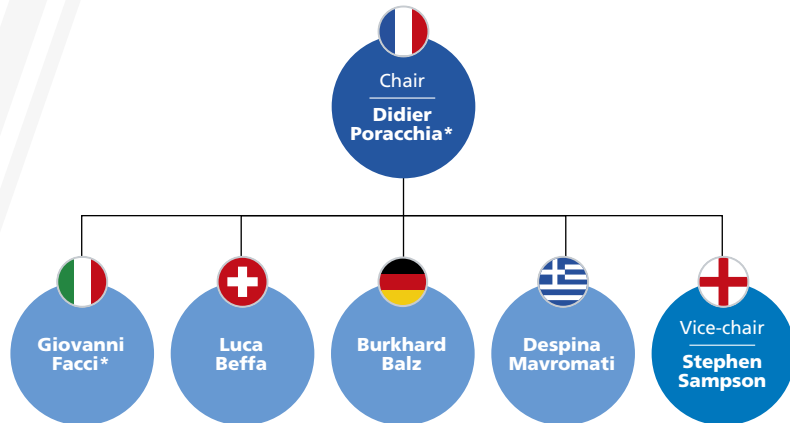 Chair
Didier
Poracchia*
Giovanni
Facci*
Luca
Beffa
Burkhard
Balz
Despina
Mavromati
Vice-chair
Stephen
Sampson